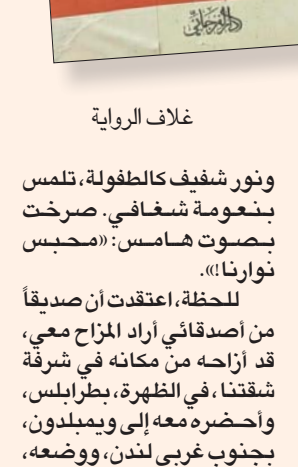 دار الفرجاني
غلاف الرواية
ونور شفيف كالطفولة، تلمس
بنعومة شغافي. صرخت
بصوت هامس: «محبس
نوارنا!».
للحظة، اعتقدت أن صديقاً
من أصدقائي أراد المزاح معي،
قد أزاحه من مكانه في شرفة
شقتنا، في الظهرة، بطرابلس،
وأحضره معه إلى ويمبلدون،
بجنوب غربي لندن، ووضعه،